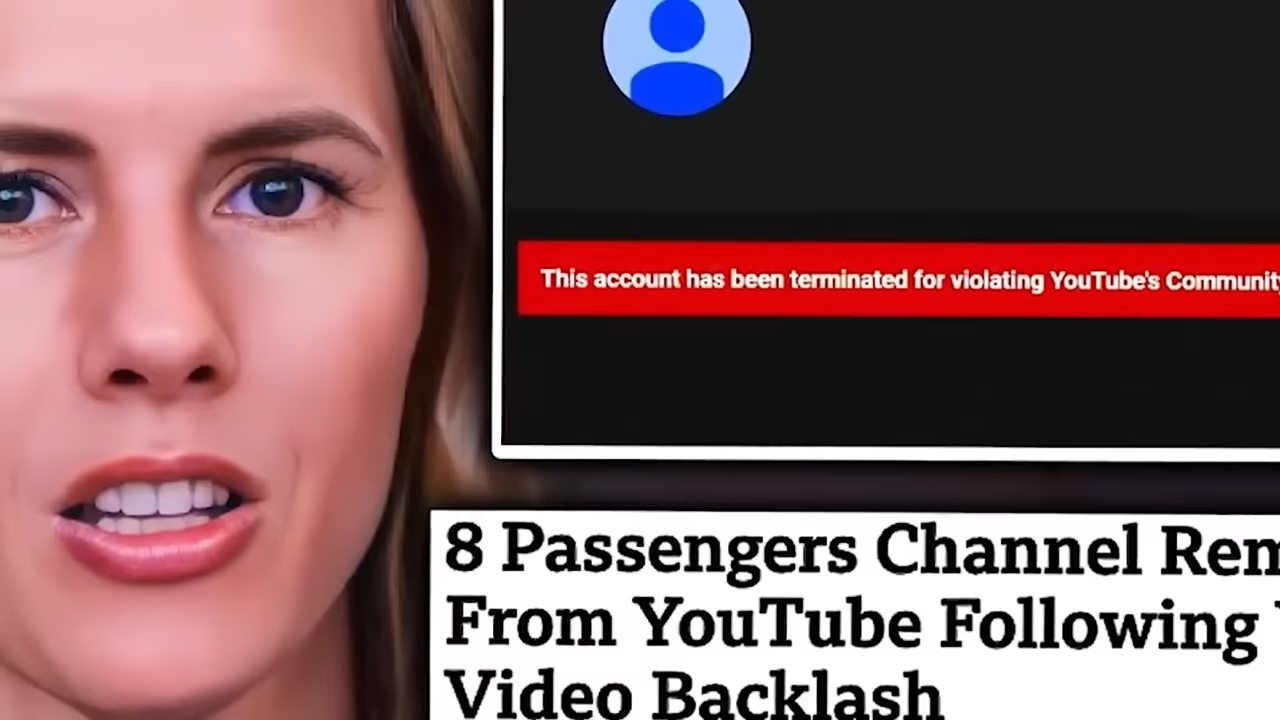 This account has been terminated for violating YouTube's Community
8 Passengers Channel Rem
From YouTube Following
Video Backlash